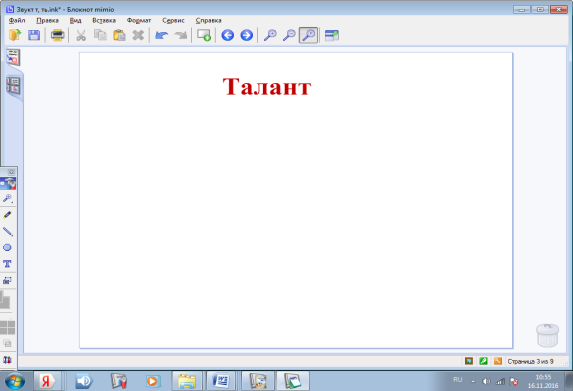 Звукт т, ть.ink* - Блокнот mimio
Файл Правка Вид Вставка Формат Сервис Справка
Талант
Страница 3 из 9
RU
10:55
16.11.2016